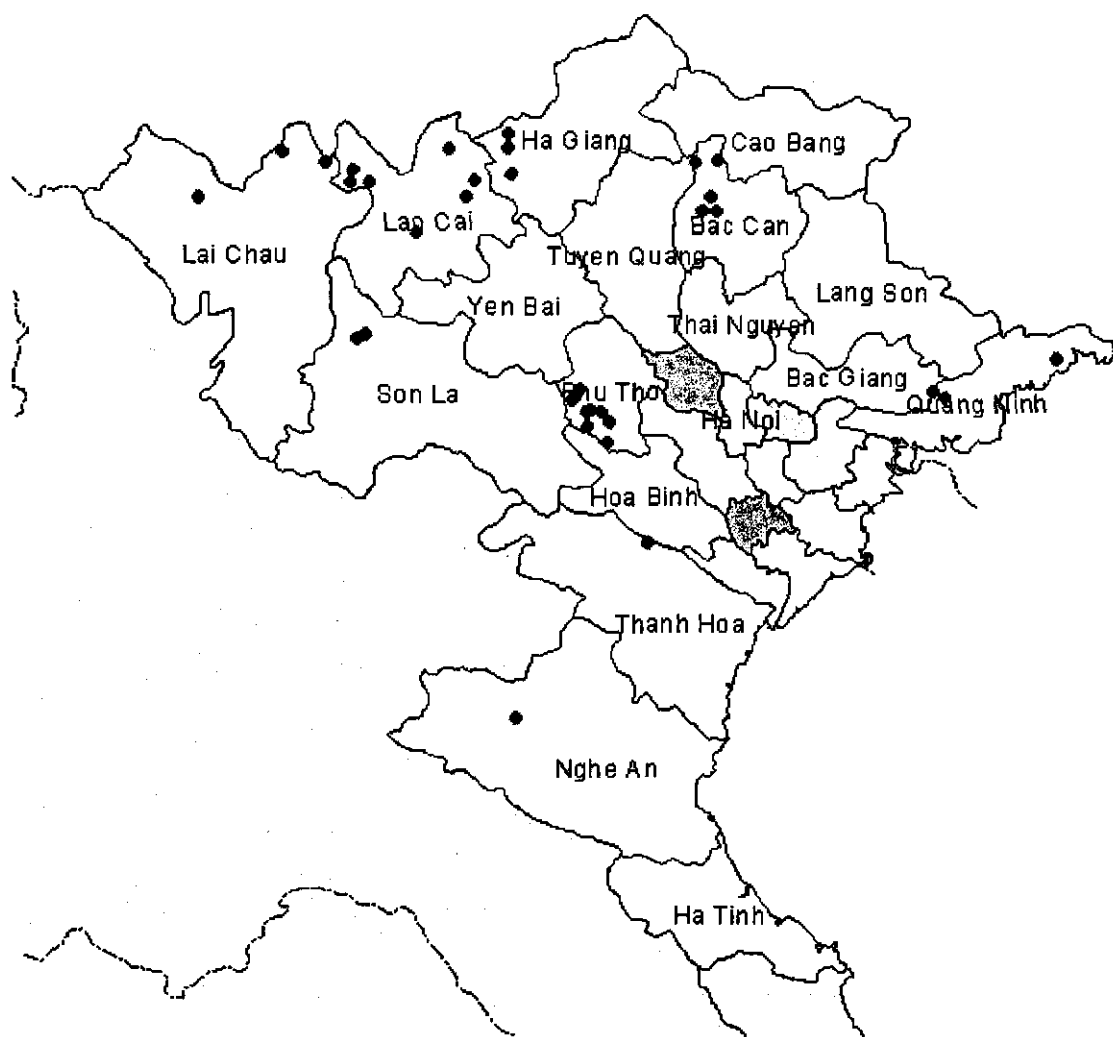 Ha Giang
Cao Bang
Lao Cai
Bac Can
Lai Chau
Tuyen Quang
Lang Son
Yen Bai
Thai Nguyen
Bac Giang
Son La
Phu Tho
Quang Ninh
Ha Noi
Hoa Binh
Thanh Hoa
Nghe An
Ha Tinh